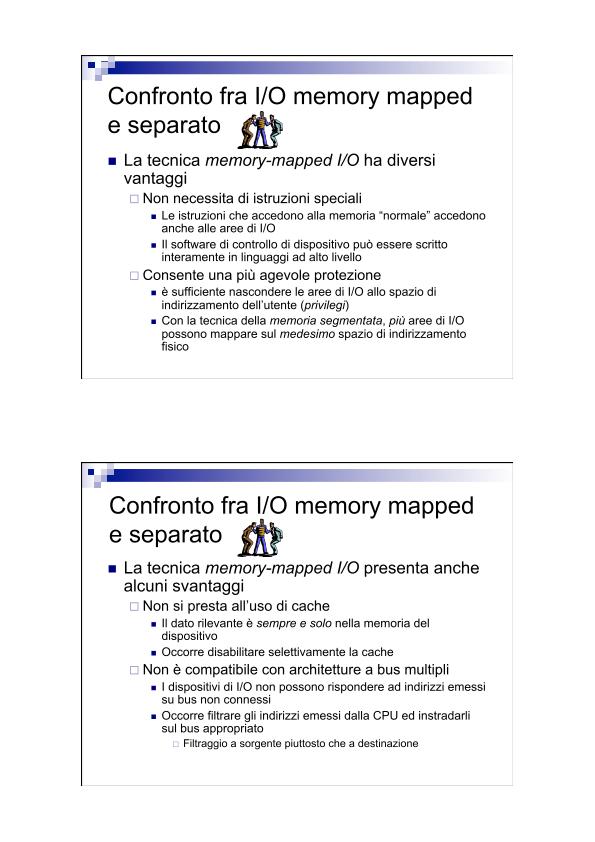 Confronto fra I/O memory mapped
e separato
La tecnica memory-mapped I/O ha diversi
vantaggi
Non necessita di istruzioni speciali
Le istruzioni che accedono alla memoria “normale” accedono
anche alle aree di I/O
Il software di controllo di dispositivo può essere scritto
interamente in linguaggi ad alto livello
Consente una più agevole protezione
è sufficiente nascondere le aree di I/O allo spazio di
indirizzamento dell’utente (privilegi)
Con la tecnica della memoria segmentata, più aree di I/O
possono mappare sul medesimo spazio di indirizzamento
fisico
Confronto fra I/O memory mapped
e separato
La tecnica memory-mapped I/O presenta anche
alcuni svantaggi
Non si presta all’uso di cache
Il dato rilevante è sempre e solo nella memoria del
dispositivo
Occorre disabilitare selettivamente la cache
Non è compatibile con architetture a bus multipli
I dispositivi di I/O non possono rispondere ad indirizzi emessi
su bus non connessi
Occorre filtrare gli indirizzi emessi dalla CPU ed instradarli
sul bus appropriato
Filtraggio a sorgente piuttosto che a destinazione